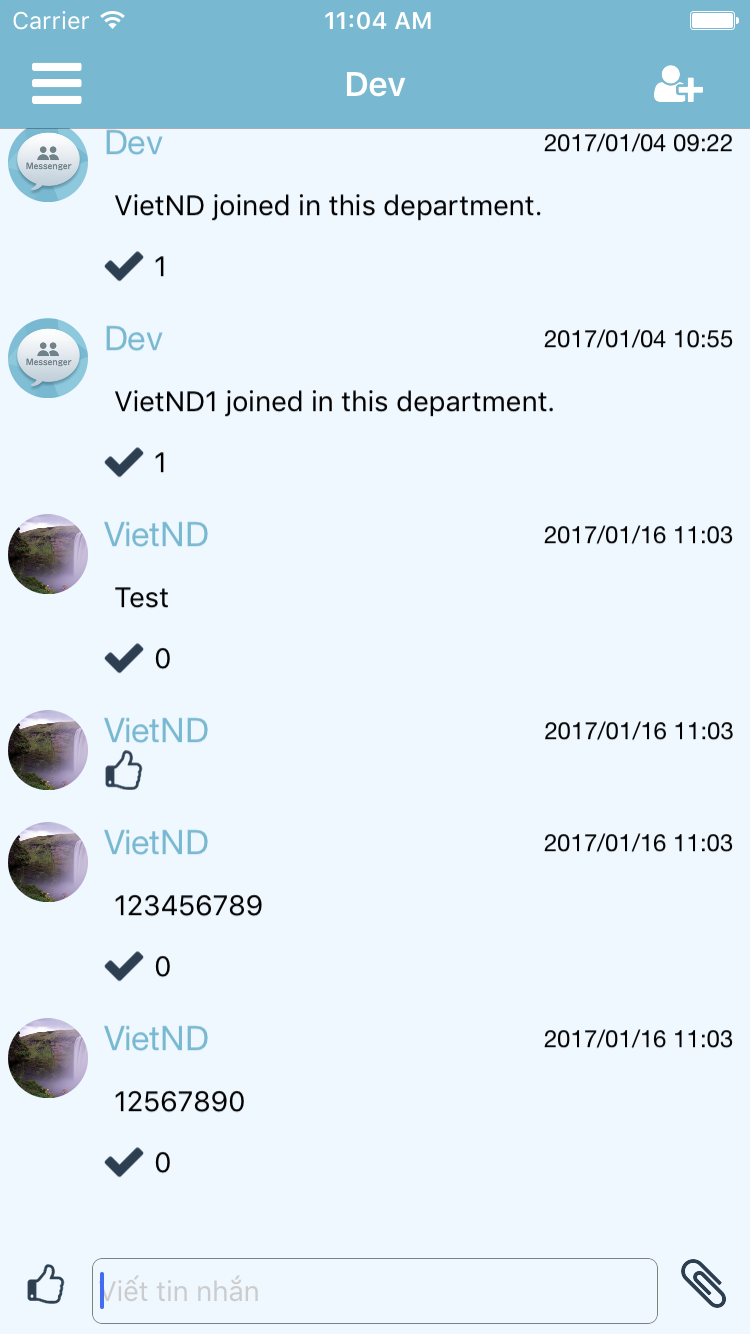 Carrier 11:04 AM
Dev
Dev 2017/01/04 09:22
Messenger
VietND joined in this department.
1
Dev 2017/01/04 10:55
Messenger
VietND1 joined in this department.
1
VietND 2017/01/16 11:03
Test
0
VietND 2017/01/16 11:03
VietND 2017/01/16 11:03
123456789
0
VietND 2017/01/16 11:03
12567890
0
Viết tin nhắn